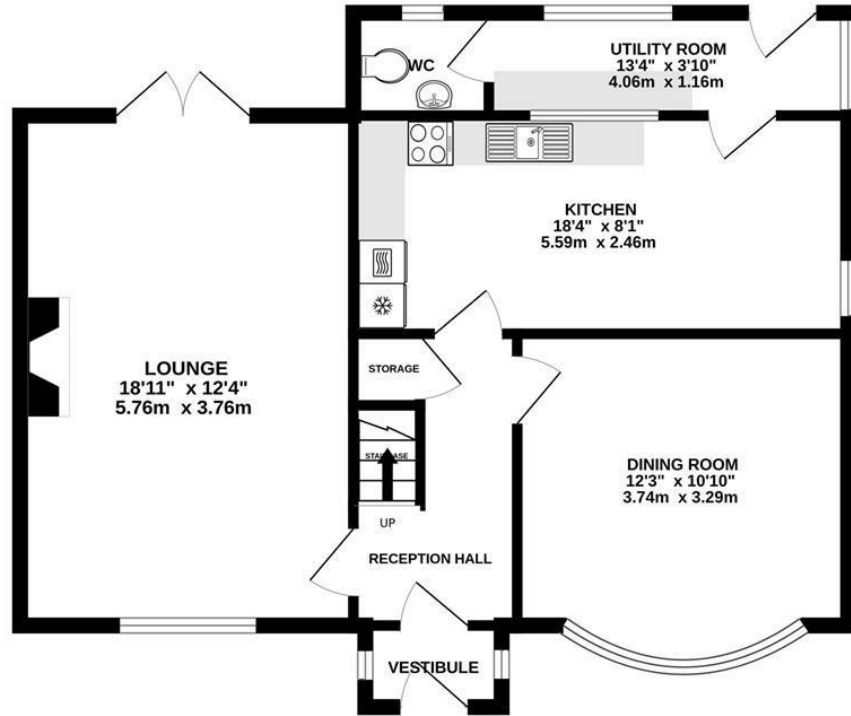 WC
UTILITY ROOM
13'4" x 3'10"
4.06m x 1.16m
KITCHEN
18'4" x 8'1"
5.59m x 2.46m
LOUNGE
18'11" x 12'4"
5.76m x 3.76m
STORAGE
STAIRCASE
UP
DINING ROOM
12'3" x 10'10"
3.74m x 3.29m
RECEPTION HALL
VESTIBULE